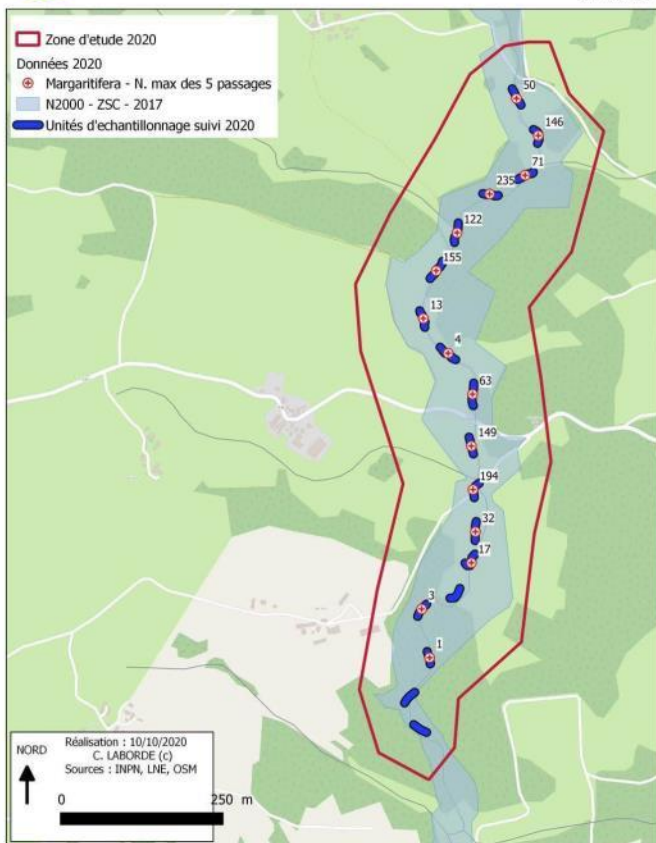 Zone d'etude 2020
Données 2020
Margaritifera - N. max des 5 passages
N2000 - ZSC - 2017
Unités d'echantillonnage suivi 2020
50
146
71
235
122
155
13
4
63
149
194
32
17
3
1
NORD
Réalisation : 10/10/2020
C. LABORDE (c)
Sources : INPN, LNE, OSM
0 250 m